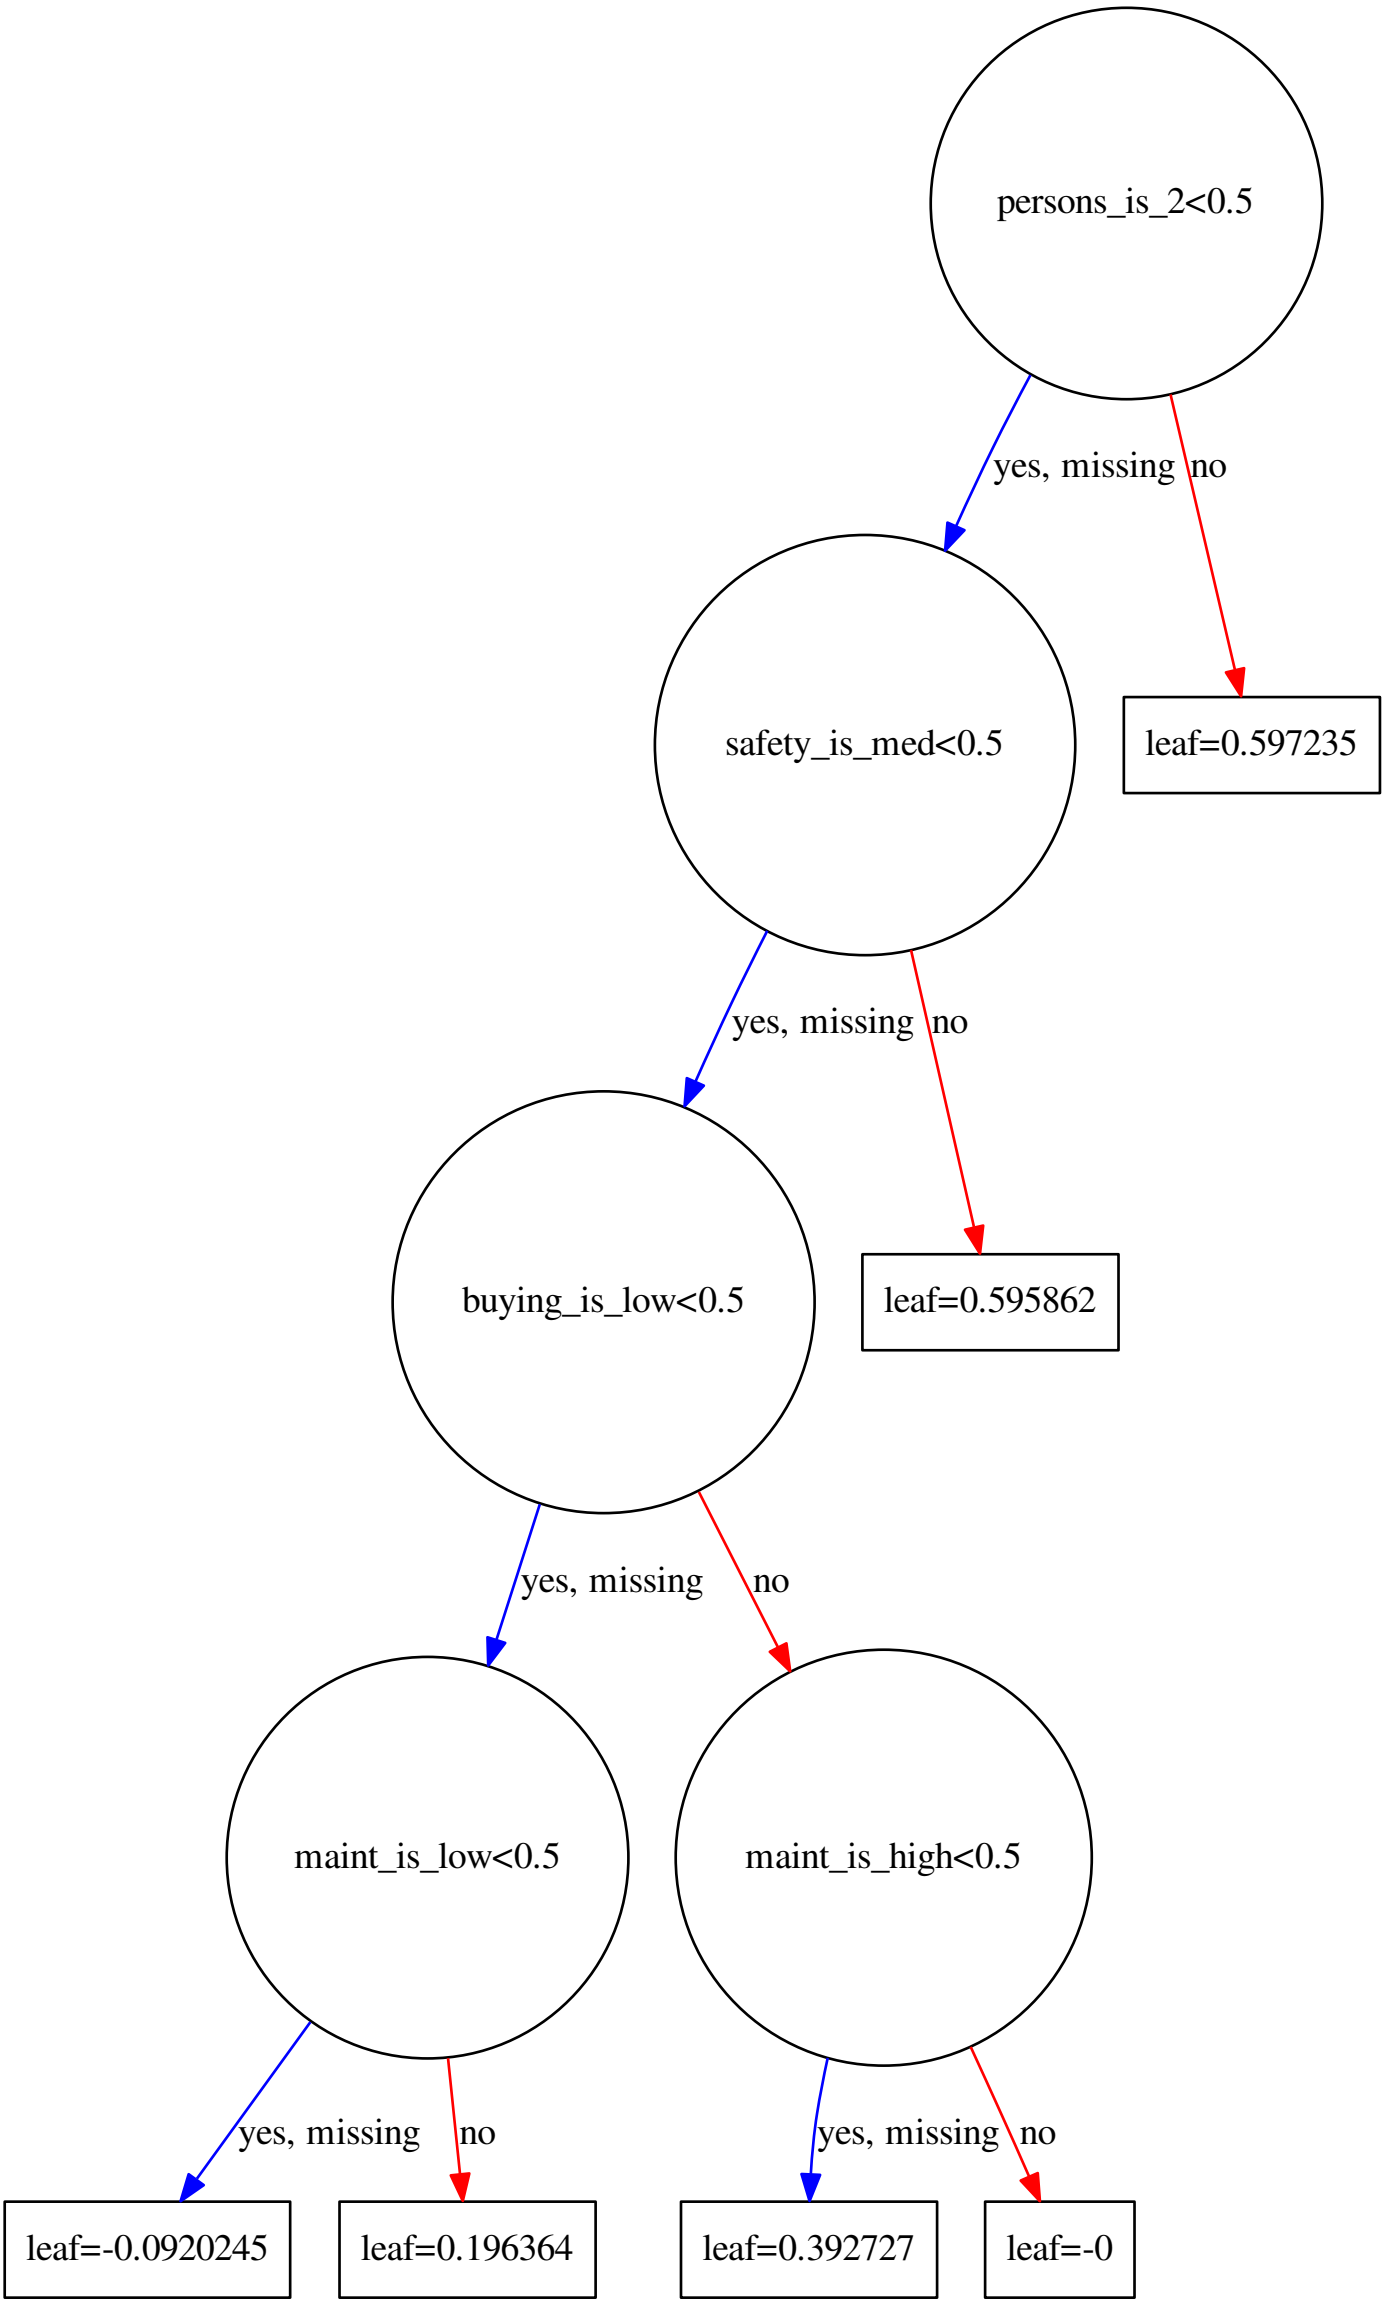 persons_is_2<0.5
yes, missing
no
safety_is_med<0.5
leaf=0.597235
yes, missing
no
buying_is_low<0.5
leaf=0.595862
yes, missing
no
maint_is_low<0.5
maint_is_high<0.5
yes, missing
no
yes, missing
no
leaf=-0.0920245
leaf=0.196364
leaf=0.392727
leaf=-0